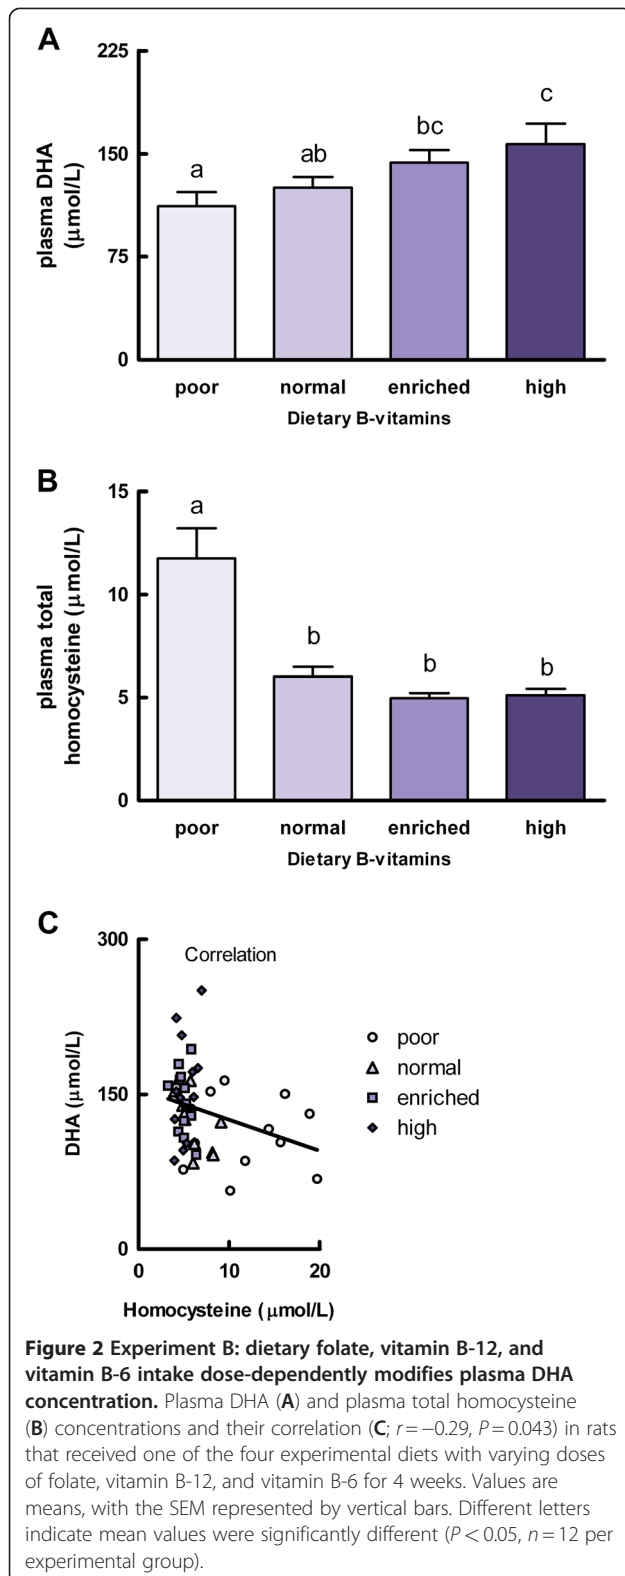 A
225
150
75
0
plasma DHA
(μmol/L)
a
ab
bc
c
poor normal enriched high
Dietary B-vitamins
B
15
10
5
0
plasma total
homocysteine (μmol/L)
a
b
b
b
poor normal enriched high
Dietary B-vitamins
C
300
150
0
DHA (μmol/L)
Correlation
poor
normal
enriched
high
0 10 20
Homocysteine (μmol/L)
Figure 2 Experiment B: dietary folate, vitamin B-12, and
vitamin B-6 intake dose-dependently modifies plasma DHA
concentration. Plasma DHA (A) and plasma total homocysteine
(B) concentrations and their correlation (C; r = −0.29, P = 0.043) in rats
that received one of the four experimental diets with varying doses
of folate, vitamin B-12, and vitamin B-6 for 4 weeks. Values are
means, with the SEM represented by vertical bars. Different letters
indicate mean values were significantly different (P < 0.05, n = 12 per
experimental group).